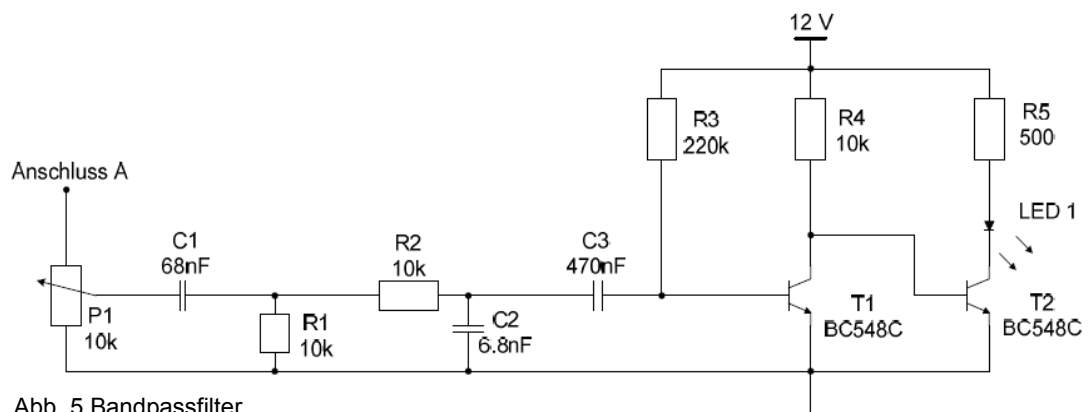 12 V
R3
220k
R4
10k
R5
500
Anschluss A
LED 1
C1
68nF
R2
10k
C3
470nF
P1
10k
R1
10k
C2
6.8nF
T1
BC548C
T2
BC548C
Abb. 5 Bandpassfilter